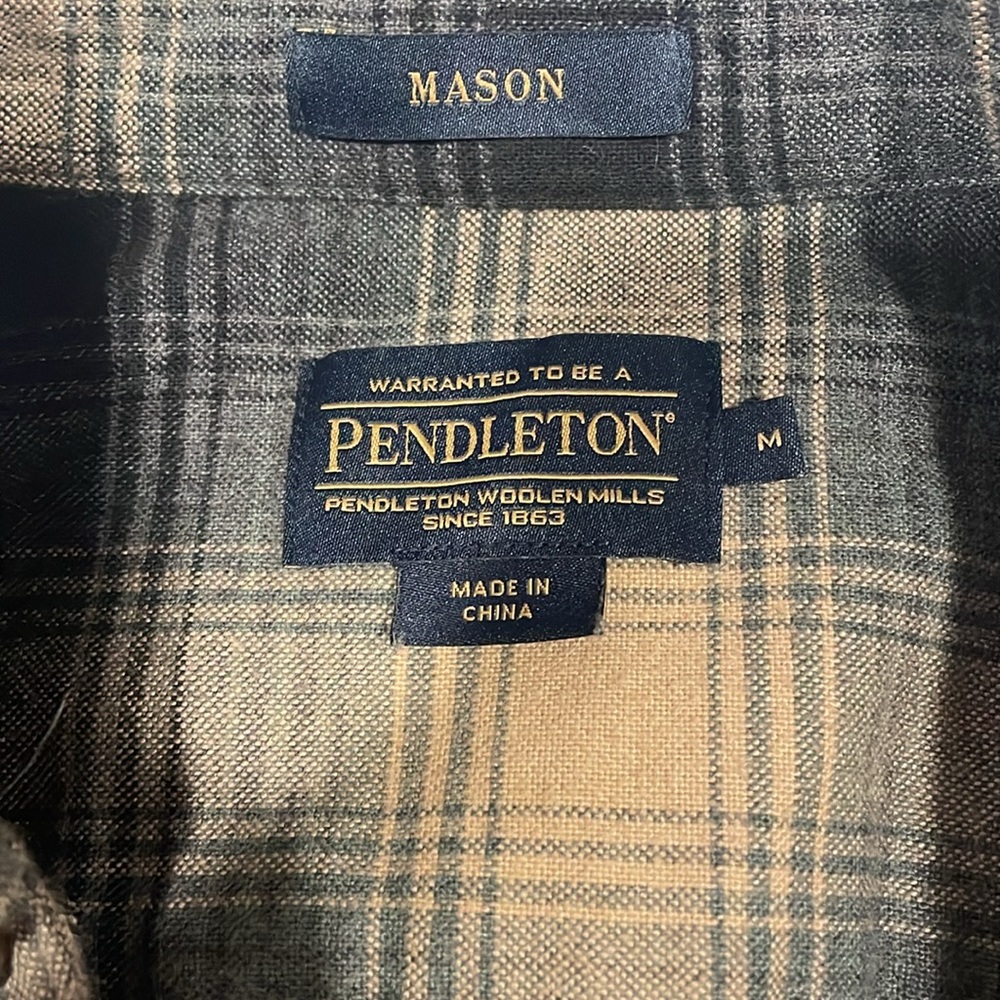 MASON
WARRANTED TO BE A
PENDLETON®
M
PENDLETON WOOLEN MILLS
SINCE 1863
MADE IN
CHINA